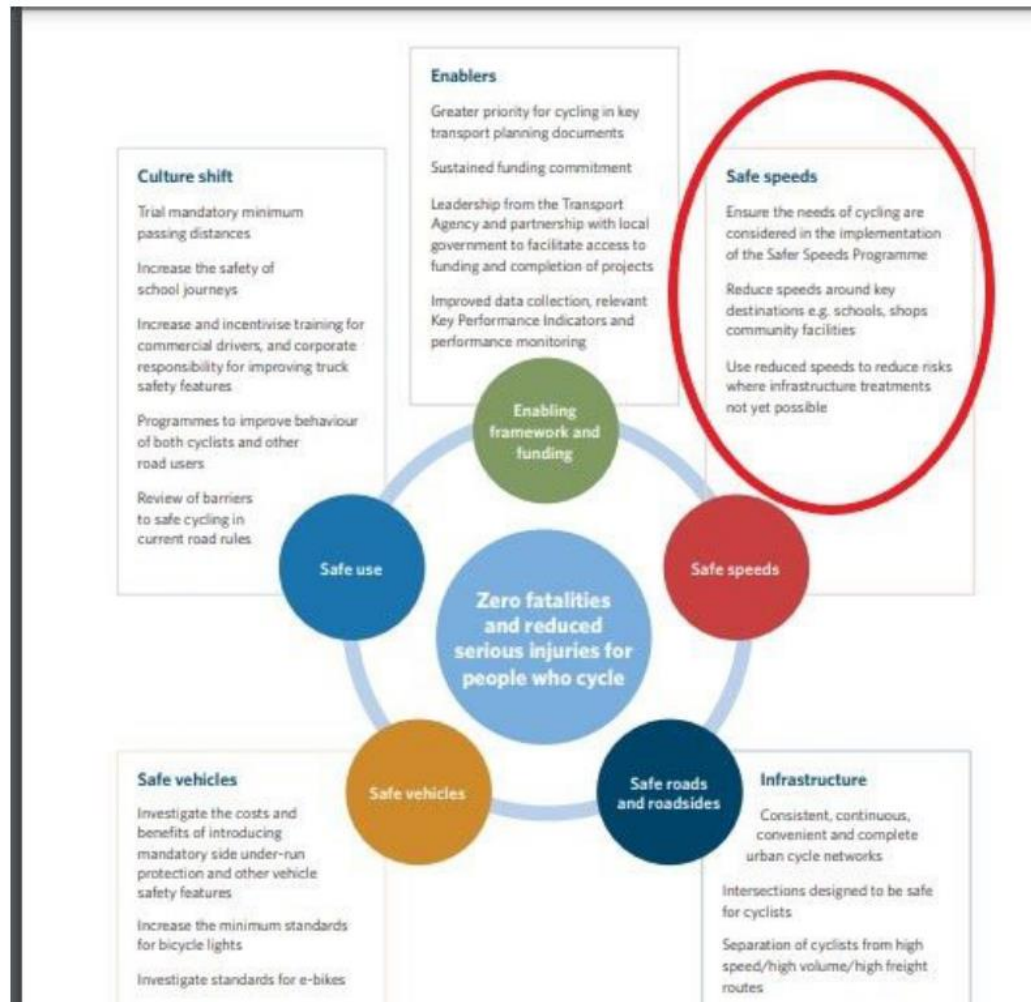 Enablers
Greater priority for cycling in key
transport planning documents
Sustained funding commitment
Leadership from the Transport
Agency and partnership with local
government to facilitate access to
funding and completion of projects
Improved data collection, relevant
Key Performance Indicators and
performance monitoring
Culture shift
Trial mandatory minimum
passing distances
Increase the safety of
school journeys
Increase and incentivise training for
commercial drivers, and corporate
responsibility for improving truck
safety features
Programmes to improve behaviour
of both cyclists and other
road users
Review of barriers
to safe cycling in
current road rules
Safe speeds
Ensure the needs of cycling are
considered in the implementation
of the Safer Speeds Programme
Reduce speeds around key
destinations e.g. schools, shops
community facilities
Use reduced speeds to reduce risks
where infrastructure treatments
not yet possible
Enabling
framework and
funding
Safe use
Safe speeds
Zero fatalities
and reduced
serious injuries for
people who cycle
Safe vehicles
Safe roads
and roadsides
Safe vehicles
Investigate the costs and
benefits of introducing
mandatory side under-run
protection and other vehicle
safety features
Increase the minimum standards
for bicycle lights
Investigate standards for e-bikes
Infrastructure
Consistent, continuous,
convenient and complete
urban cycle networks
Intersections designed to be safe
for cyclists
Separation of cyclists from high
speed/high volume/high freight
routes